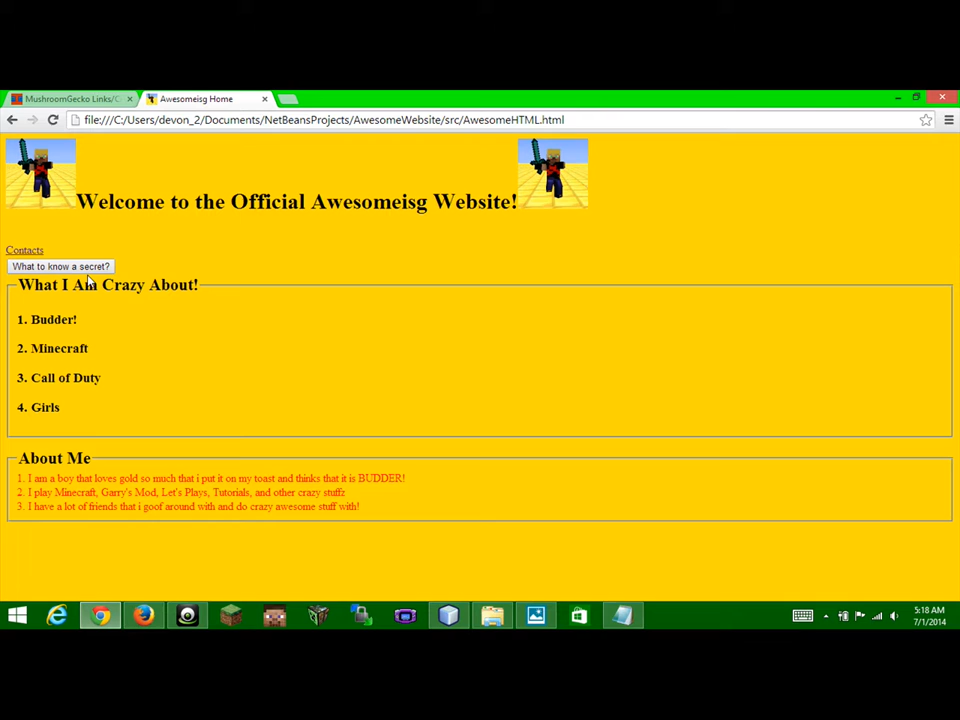 MushroomGecko Links/C
Awesomeisg Home
file:///C:/Users/devon_2/Documents/NetBeansProjects/AwesomeWebsite/src/AwesomeHTML.html
Welcome to the Official Awesomeisg Website!
Contacts
What to know a secret?
What I Am Crazy About!
1. Budder!
2. Minecraft
3. Call of Duty
4. Girls
About Me
1. I am a boy that loves gold so much that i put it on my toast and thinks that it is BUDDER!
2. I play Minecraft, Garry's Mod, Let's Plays, Tutorials, and other crazy stuffz
3. I have a lot of friends that i goof around with and do crazy awesome stuff with!
5:18 AM
7/1/2014